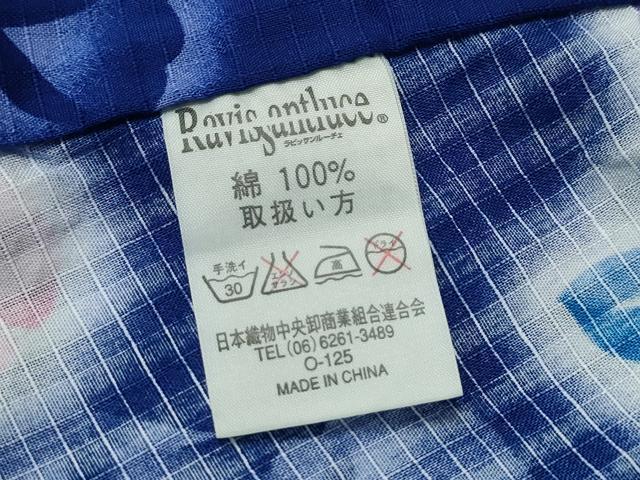 Ravissantluce®
ラビッサンルーチェ
綿 100%
取扱い方
手洗イ 30 エンソ サラシ 高 ドライ
日本織物中央卸商業組合連合会
TEL(06)6261-3489
O-125
MADE IN CHINA